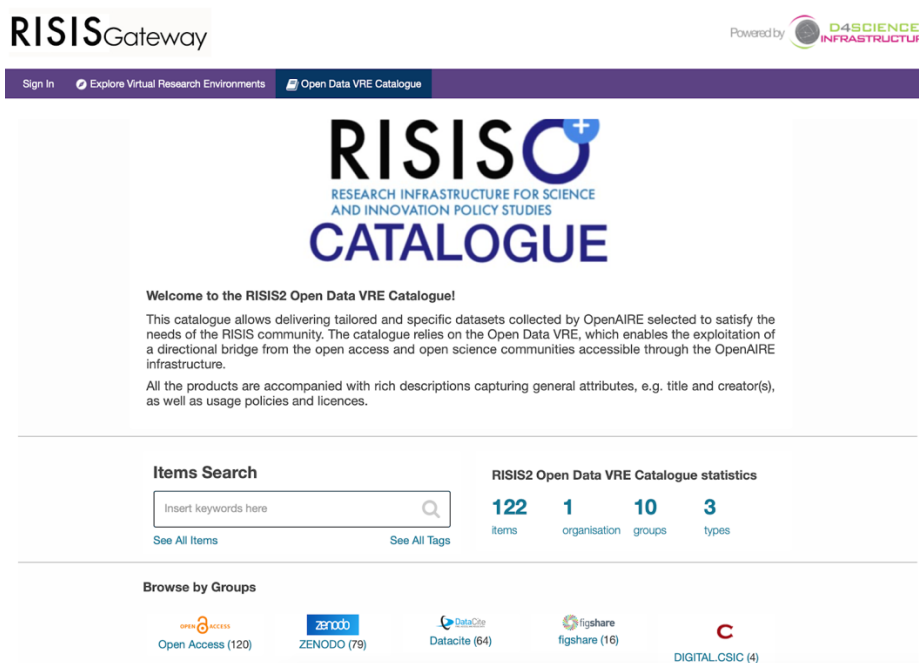 RISIS Gateway
Powered by D4SCIENCE INFRASTRUCTUR
Sign In Explore Virtual Research Environments Open Data VRE Catalogue
RISIS
RESEARCH INFRASTRUCTURE FOR SCIENCE
AND INNOVATION POLICY STUDIES
CATALOGUE
Welcome to the RISIS2 Open Data VRE Catalogue!
This catalogue allows delivering tailored and specific datasets collected by OpenAIRE selected to satisfy the
needs of the RISIS community. The catalogue relies on the Open Data VRE, which enables the exploitation of
a directional bridge from the open access and open science communities accessible through the OpenAIRE
infrastructure.
All the products are accompanied with rich descriptions capturing general attributes, e.g. title and creator(s),
as well as usage policies and licences.
Items Search
Insert keywords here
See All Items See All Tags
RISIS2 Open Data VRE Catalogue statistics
122 1 10 3
items organisation groups types
Browse by Groups
OPEN ACCESS zenodo DataCite figshare C
Open Access (120) ZENODO (79) Datacite (64) figshare (16)
DIGITAL.CSIC (4)